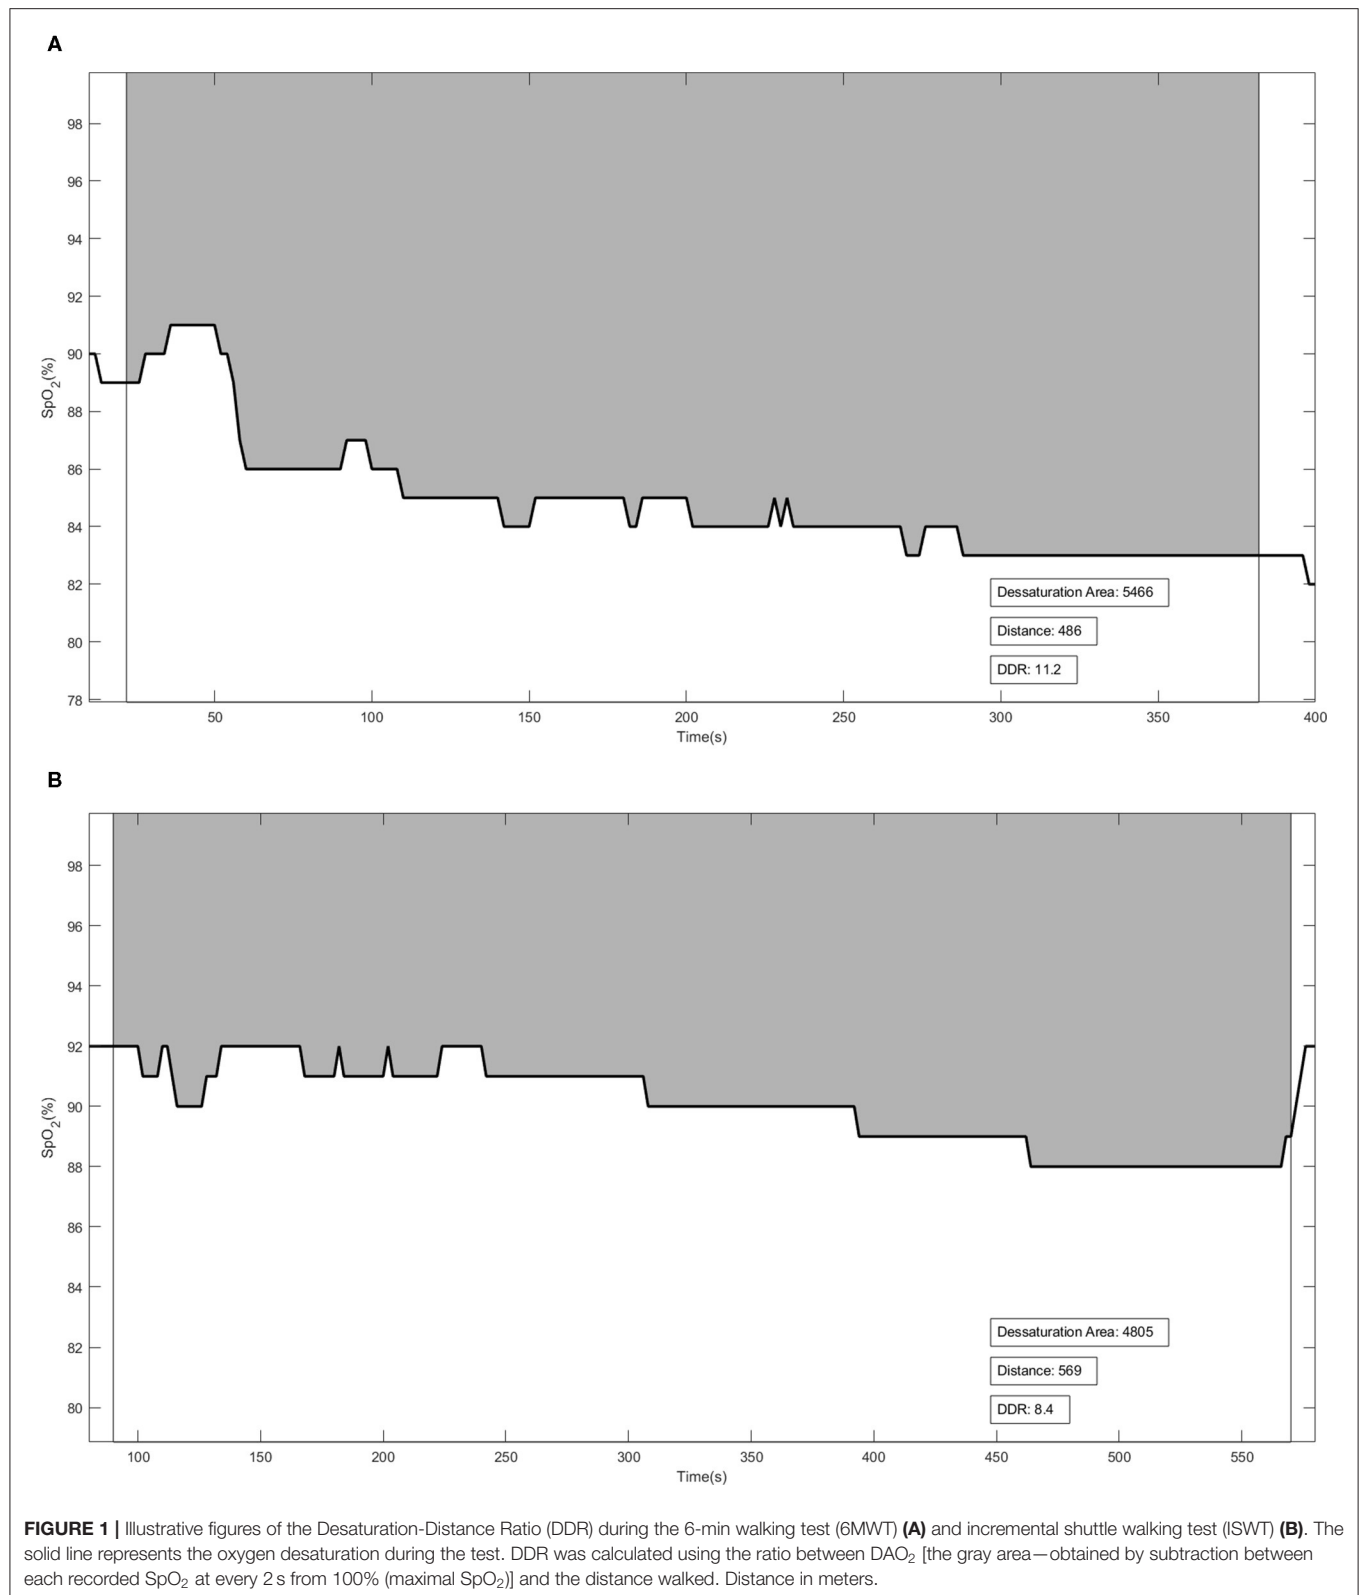 A
98
96
94
92
90
88
86
84
82
80
78
SpO2(%)
Dessaturation Area: 5466
Distance: 486
DDR: 11.2
50 100 150 200 250 300 350 400
Time(s)
B
98
96
94
92
90
88
86
84
82
80
SpO2(%)
Dessaturation Area: 4805
Distance: 569
DDR: 8.4
100 150 200 250 300 350 400 450 500 550
Time(s)
FIGURE 1 | Illustrative figures of the Desaturation-Distance Ratio (DDR) during the 6-min walking test (6MWT) (A) and incremental shuttle walking test (ISWT) (B). The
solid line represents the oxygen desaturation during the test. DDR was calculated using the ratio between DAO2 [the gray area—obtained by subtraction between
each recorded SpO2 at every 2 s from 100% (maximal SpO2)] and the distance walked. Distance in meters.